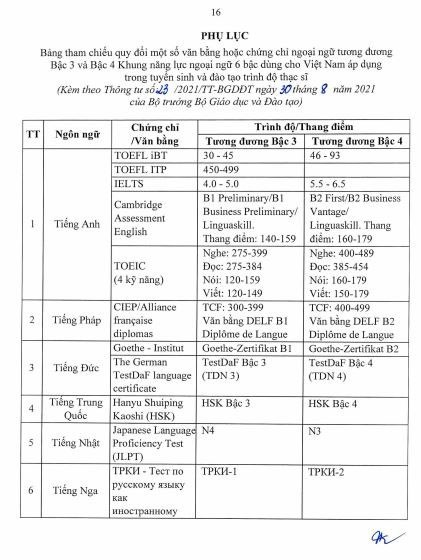 16
PHỤ LỤC
Bảng tham chiếu quy đổi một số văn bằng hoặc chứng chỉ ngoại ngữ tương đương
Bậc 3 và Bậc 4 Khung năng lực ngoại ngữ 6 bậc dùng cho Việt Nam áp dụng
trong tuyển sinh và đào tạo trình độ thạc sĩ
(Kèm theo Thông tư số 23 /2021/TT-BGDĐT ngày 30 tháng 8 năm 2021
của Bộ trưởng Bộ Giáo dục và Đào tạo)
TT Ngôn ngữ Chứng chỉ /Văn bằng Trình độ/Thang điểm
Tương đương Bậc 3 Tương đương Bậc 4
1 Tiếng Anh
TOEFL iBT 30 - 45 46 - 93
TOEFL ITP 450-499
IELTS 4.0 - 5.0 5.5 - 6.5
Cambridge Assessment English
B1 Preliminary/B1
Business Preliminary/
Linguaskill.
Thang điểm: 140-159
B2 First/B2 Business
Vantage/
Linguaskill. Thang
điểm: 160-179
TOEIC
(4 kỹ năng)
Nghe: 275-399
Đọc: 275-384
Nói: 120-159
Viết: 120-149
Nghe: 400-489
Đọc: 385-454
Nói: 160-179
Viết: 150-179
2 Tiếng Pháp
CIEP/Alliance
française
diplomas
TCF: 300-399
Văn bằng DELF B1
Diplôme de Langue
TCF: 400-499
Văn bằng DELF B2
Diplôme de Langue
3 Tiếng Đức
Goethe - Institut Goethe-Zertifikat B1 Goethe-Zertifikat B2
The German
TestDaF language
certificate
TestDaF Bậc 3
(TDN 3)
TestDaF Bậc 4
(TDN 4)
4 Tiếng Trung
Quốc
Hanyu Shuiping
Kaoshi (HSK)
HSK Bậc 3 HSK Bậc 4
5 Tiếng Nhật
Japanese Language
Proficiency Test
(JLPT)
N4 N3
6 Tiếng Nga
ТРКИ - Тест по
русскому языку
как
иностранному
ТРКИ-1 ТРКИ-2